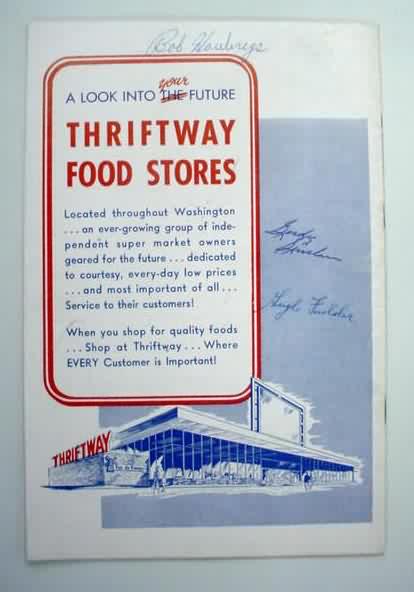 Bob Houbregs
your
A LOOK INTO THE FUTURE
THRIFTWAY
FOOD STORES
Located throughout Washington
... an ever-growing group of inde-
pendent super market owners
geared for the future ... dedicated
to courtesy, every-day low prices
... and most important of all ...
Service to their customers!
When you shop for quality foods
... Shop at Thriftway ... Where
EVERY Customer is Important!
Gordy
Hugh
THRIFTWAY